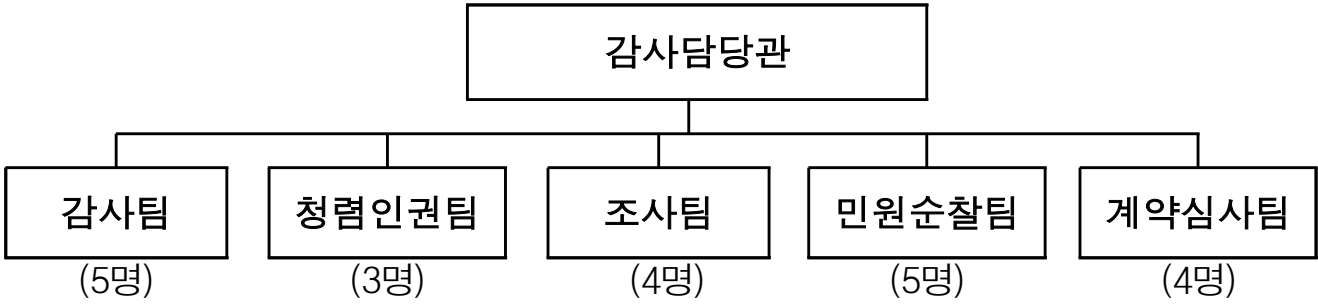 감사담당관
감사팀 청렴인권팀 조사팀 민원순찰팀 계약심사팀
(5명) (3명) (4명) (5명) (4명)